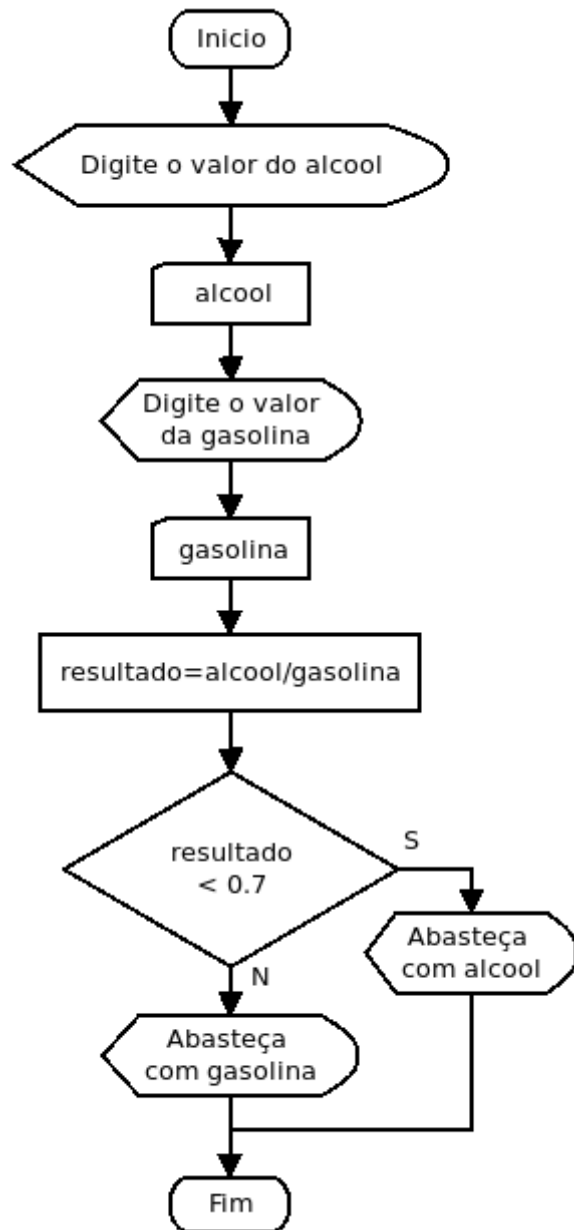 Inicio
Digite o valor do alcool
alcool
Digite o valor
da gasolina
gasolina
resultado=alcool/gasolina
resultado
< 0.7
S
Abasteça
com alcool
N
Abasteça
com gasolina
Fim